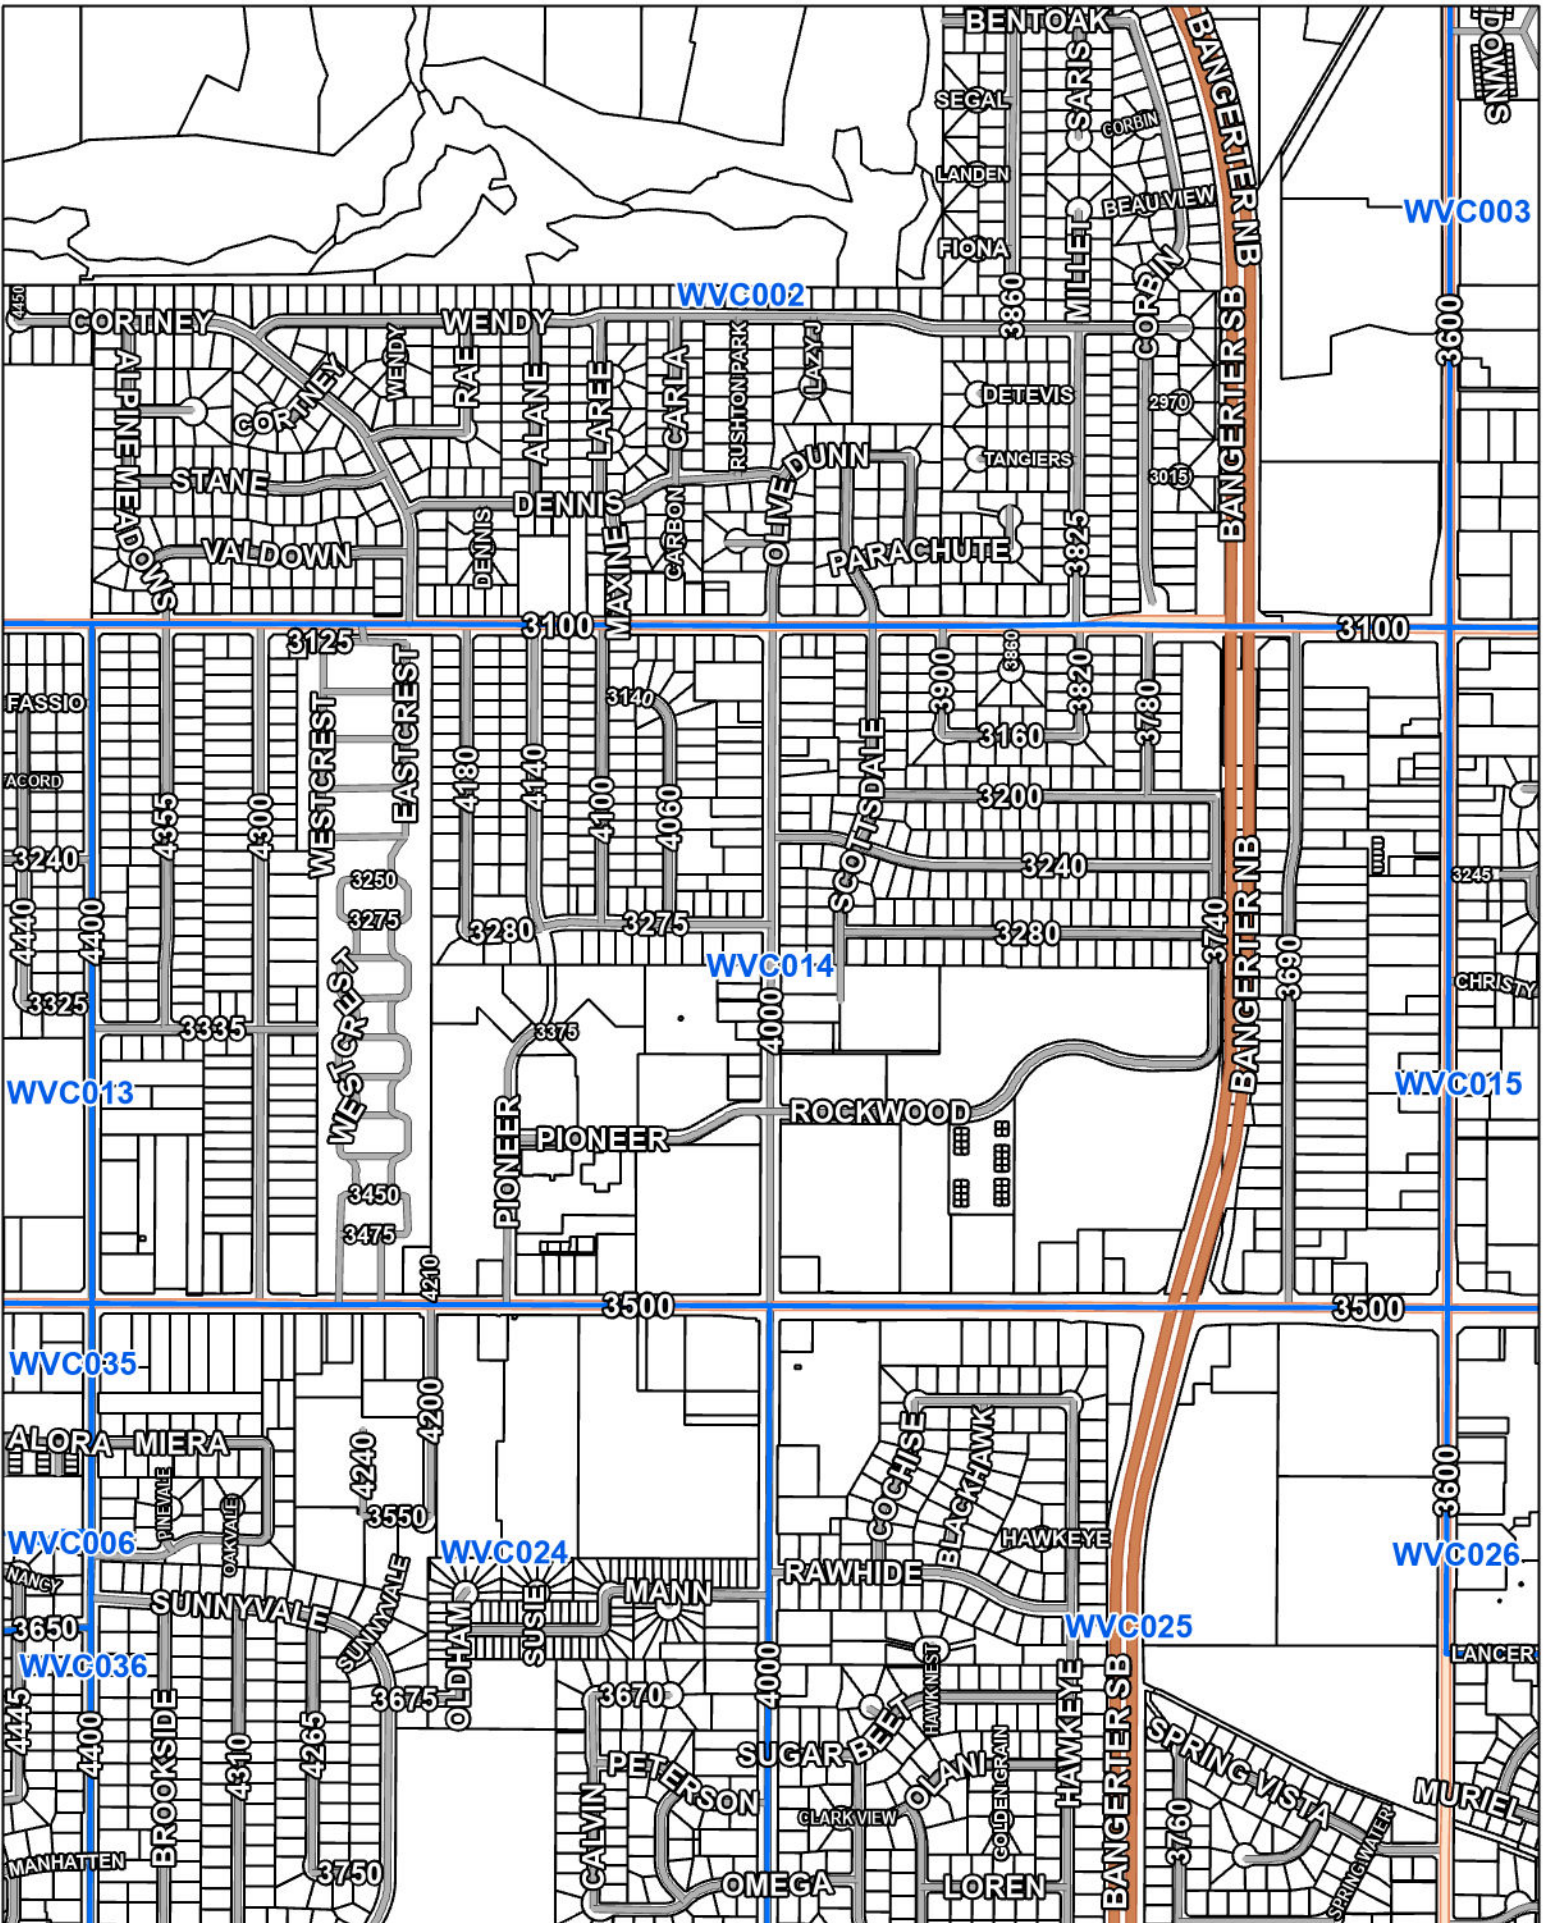 BENTOAK
DOWNS
BANGERTER NB
SARIS
SEGAL
CORBIN
LANDEN
BEAU VIEW
WVC003
FIONA
MILLET
3860
CORBIN
4450
WVC002
BANGERTER SB
3600
CORTNEY
WENDY
ALPINE MEADOWS
CORTNEY
WENDY
RAE
ALANE
LAREE
CARLA
RUSHTON PARK
LAZY J
DETEVIS
2970
DUNN
TANGIERS
3015
STANE
DENNIS
OLIVE
VALDOWN
DENNIS
MAXINE
CARBON
PARACHUTE
3825
3100
3100
3125
3860
FASSIO
WESTCREST
EASTCREST
3140
3900
3820
3780
3160
ACORD
4355
4300
4180
4140
4100
4060
SCOTTSDALE
3200
3240
3240
BANGERTER NB
3250
3245
4440
4400
3275
3280
3275
3280
3740
3690
WVC014
WESTCREST
3325
4000
CHRISTY
3335
3375
WVC013
WVC015
PIONEER
PIONEER
ROCKWOOD
3450
3475
4210
3500
3500
WVC035
4200
COCHISE
BLACKHAWK
ALORA
MIERA
4240
3600
PINEVALE
OAKVALE
3550
HAWKEYE
WVC006
WVC024
WVC026
NANCY
SUNNYVALE
SUNNYVALE
OLDHAM
SUSIE
MANN
RAWHIDE
3650
WVC025
WVC036
4000
HAWK NEST
LANCER
4445
4400
BROOKSIDE
4310
4265
3675
3670
HAWKEYE
BANGERTER SB
SUGAR BEET
SPRING VISTA
CALVIN
PETERSON
OLANI
GOLDEN GRAIN
MURIEL
CLARK VIEW
3760
SPRING WATER
MANHATTEN
3750
OMEGA
LOREN